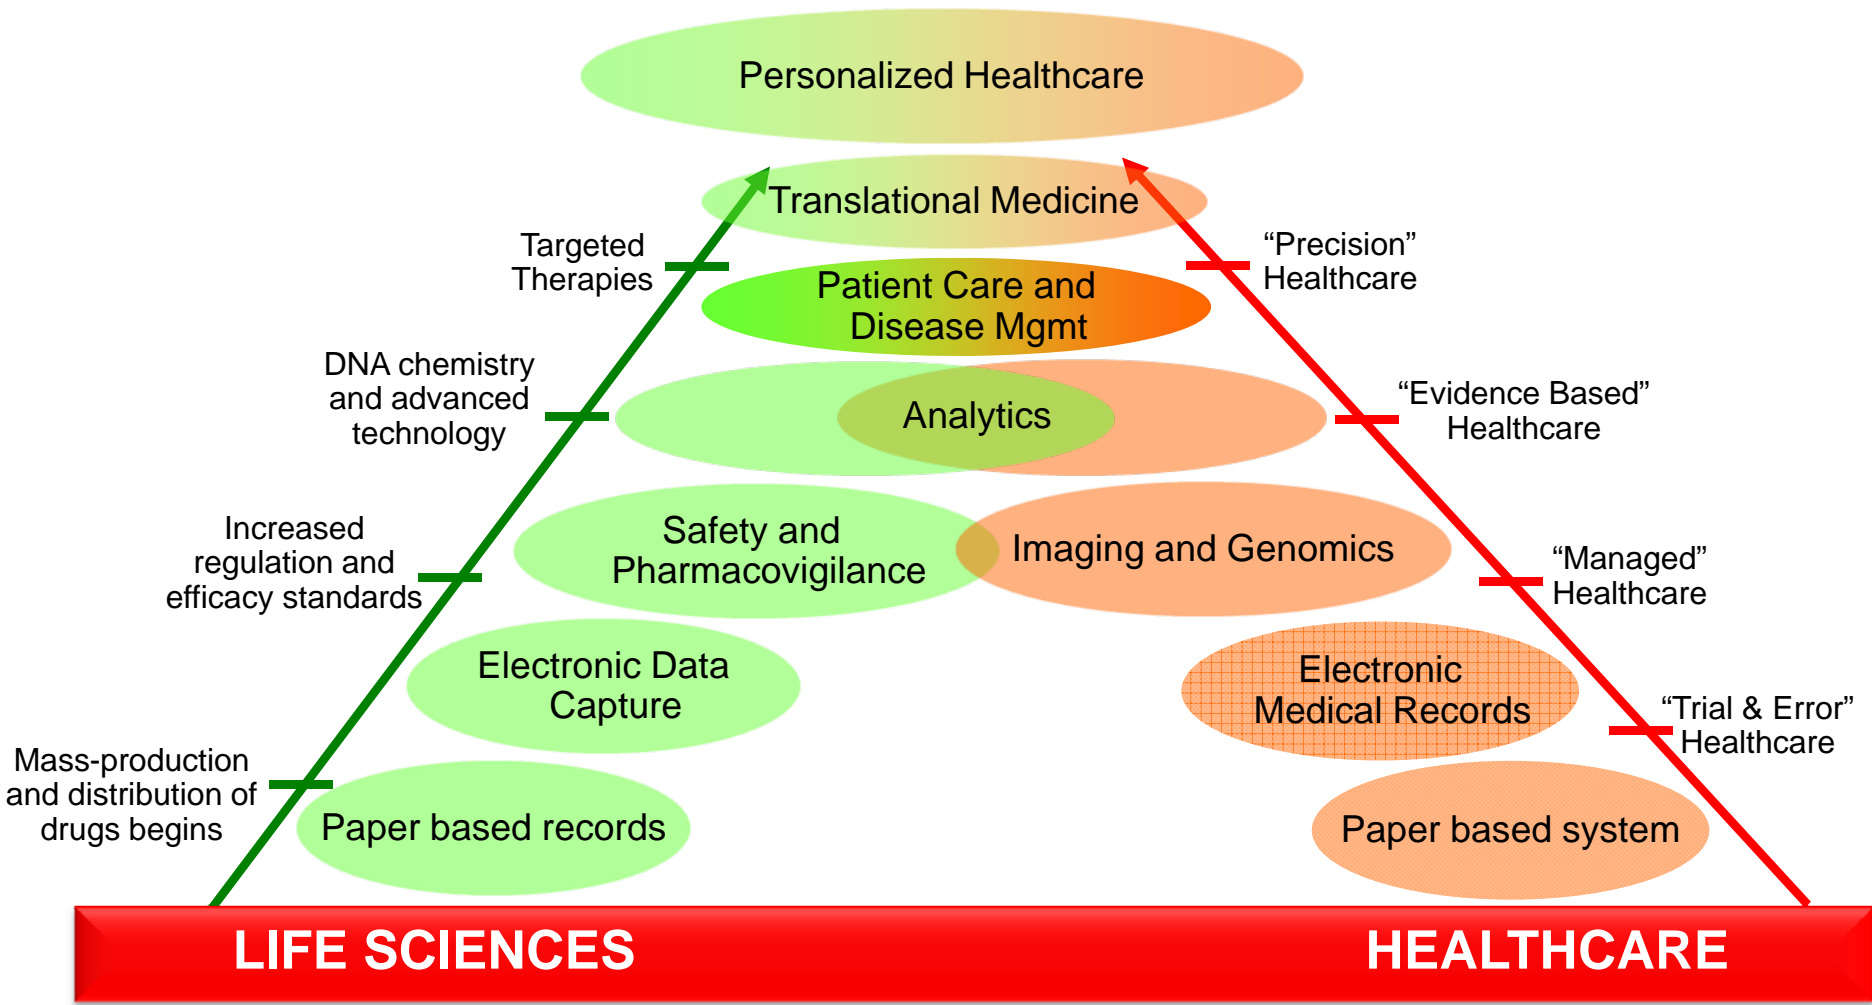 Personalized Healthcare
Translational Medicine
Targeted
Therapies
“Precision”
Healthcare
Patient Care and
Disease Mgmt
DNA chemistry
and advanced
technology
Analytics
“Evidence Based”
Healthcare
Increased
regulation and
efficacy standards
Safety and
Pharmacovigilance
Imaging and Genomics
“Managed”
Healthcare
Electronic Data
Capture
Electronic
Medical Records
“Trial & Error”
Healthcare
Mass-production
and distribution of
drugs begins
Paper based records
Paper based system
LIFE SCIENCES
HEALTHCARE